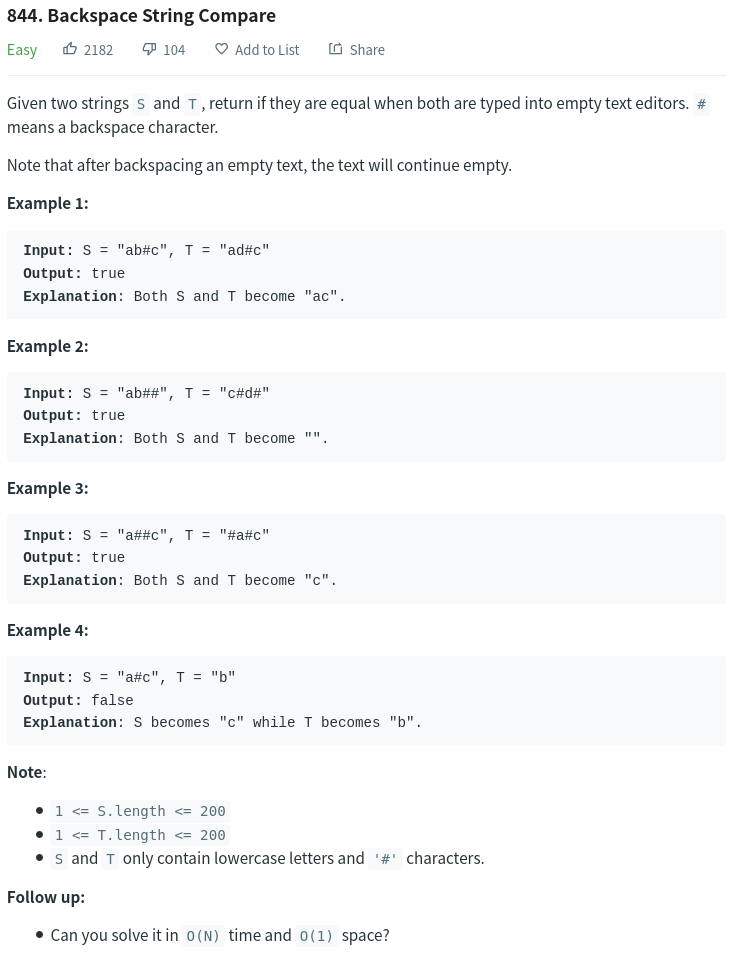 844. Backspace String Compare
Easy 2182 104 Add to List Share
Given two strings S and T , return if they are equal when both are typed into empty text editors. #
means a backspace character.
Note that after backspacing an empty text, the text will continue empty.
Example 1:
Input: S = "ab#c", T = "ad#c"
Output: true
Explanation: Both S and T become "ac".
Example 2:
Input: S = "ab##", T = "c#d#"
Output: true
Explanation: Both S and T become "".
Example 3:
Input: S = "a##c", T = "#a#c"
Output: true
Explanation: Both S and T become "c".
Example 4:
Input: S = "a#c", T = "b"
Output: false
Explanation: S becomes "c" while T becomes "b".
Note:
• 1 <= S.length <= 200
• 1 <= T.length <= 200
• S and T only contain lowercase letters and '#' characters.
Follow up:
• Can you solve it in O(N) time and O(1) space?